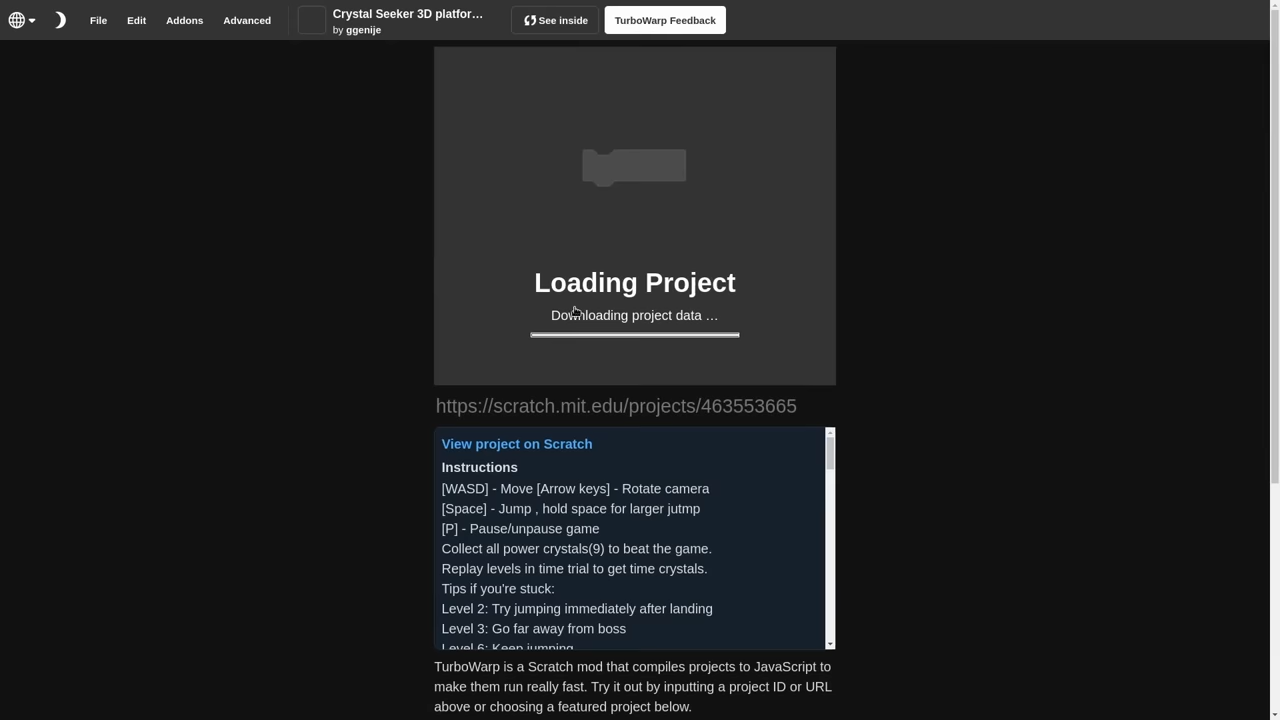 File Edit Addons Advanced
Crystal Seeker 3D platfor…
by ggenije
See inside
TurboWarp Feedback
Loading Project
Downloading project data …
https://scratch.mit.edu/projects/463553665
View project on Scratch
Instructions
[WASD] - Move [Arrow keys] - Rotate camera
[Space] - Jump , hold space for larger jutmp
[P] - Pause/unpause game
Collect all power crystals(9) to beat the game.
Replay levels in time trial to get time crystals.
Tips if you're stuck:
Level 2: Try jumping immediately after landing
Level 3: Go far away from boss
Level 6: Keep jumping
TurboWarp is a Scratch mod that compiles projects to JavaScript to
make them run really fast. Try it out by inputting a project ID or URL
above or choosing a featured project below.